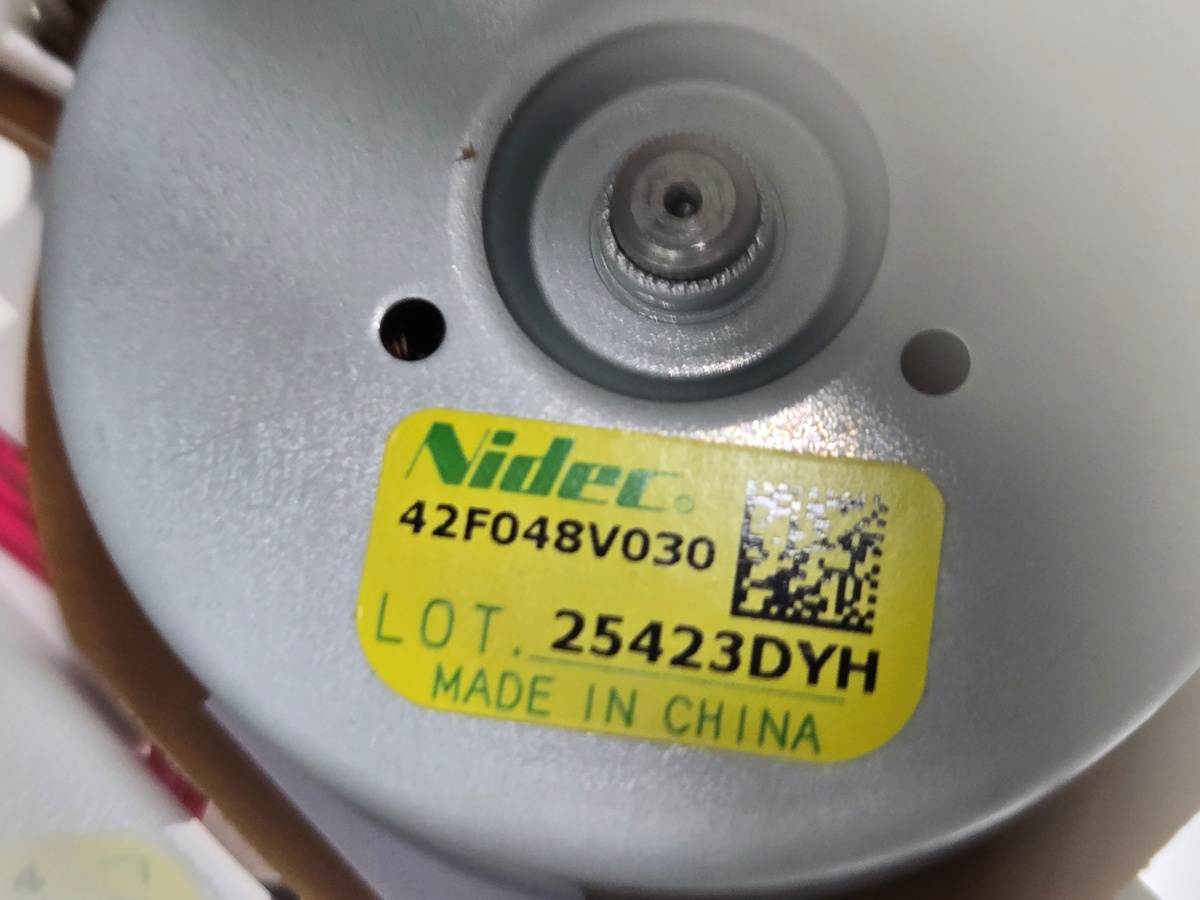 Nidec®
42F048V030
LOT. 25423DYH
MADE IN CHINA